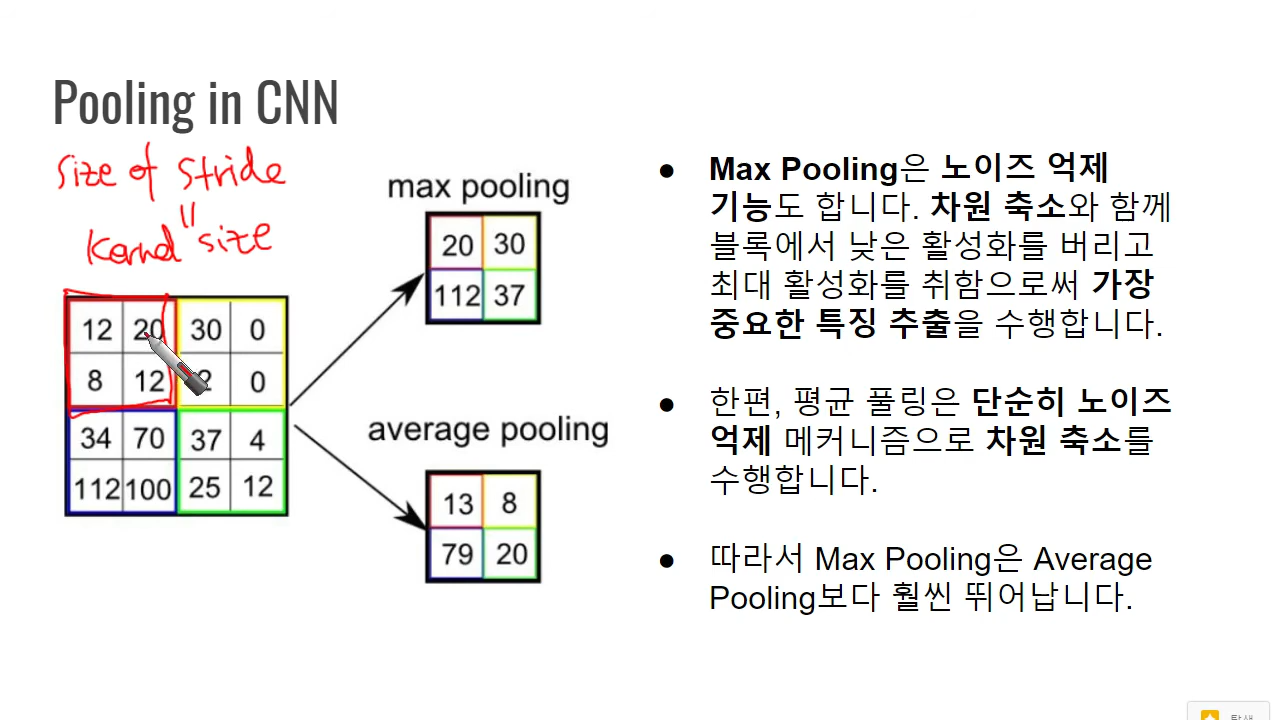 Pooling in CNN
size of stride
"
Kernel size
max pooling
20 30
112 37
12 20 30 0
8 12 2 0
34 70 37 4
112 100 25 12
average pooling
13 8
79 20
● Max Pooling은 노이즈 억제
기능도 합니다. 차원 축소와 함께
블록에서 낮은 활성화를 버리고
최대 활성화를 취함으로써 가장
중요한 특징 추출을 수행합니다.
● 한편, 평균 풀링은 단순히 노이즈
억제 메커니즘으로 차원 축소를
수행합니다.
● 따라서 Max Pooling은 Average
Pooling보다 훨씬 뛰어납니다.